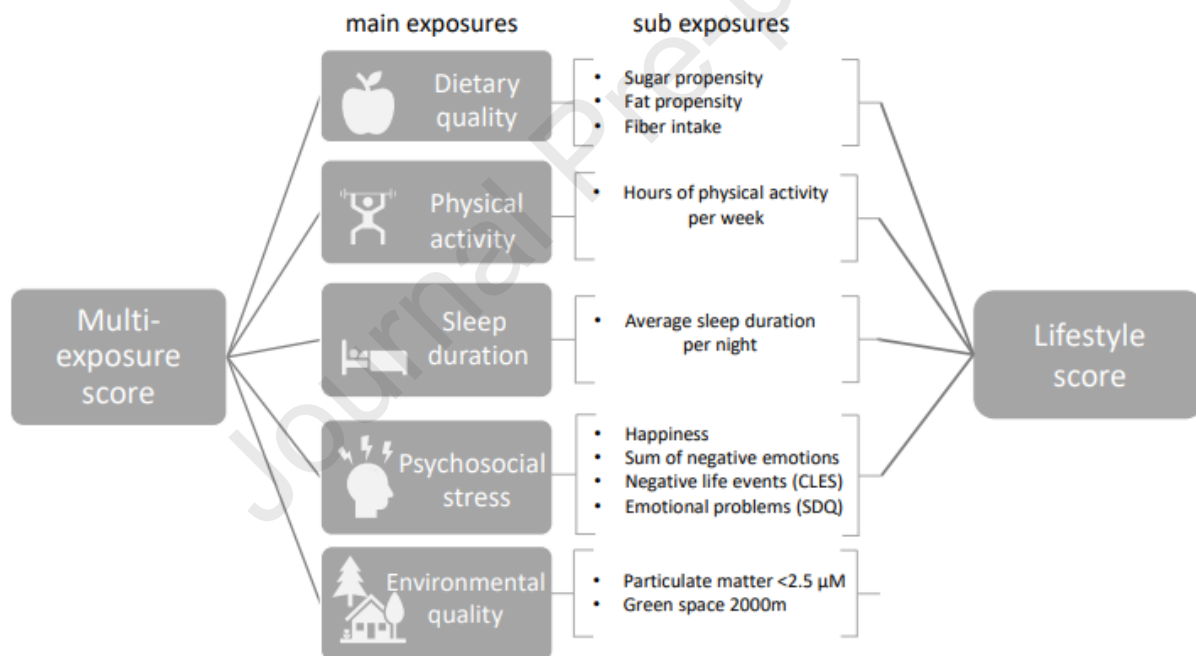 main exposures
sub exposures
Multi-
exposure
score
Dietary
quality
• Sugar propensity
• Fat propensity
• Fiber intake
Physical
activity
• Hours of physical activity
per week
Sleep
duration
• Average sleep duration
per night
Psychosocial
stress
• Happiness
• Sum of negative emotions
• Negative life events (CLES)
• Emotional problems (SDQ)
Environmental
quality
• Particulate matter <2.5 µM
• Green space 2000m
Lifestyle
score
Journal Pre-p